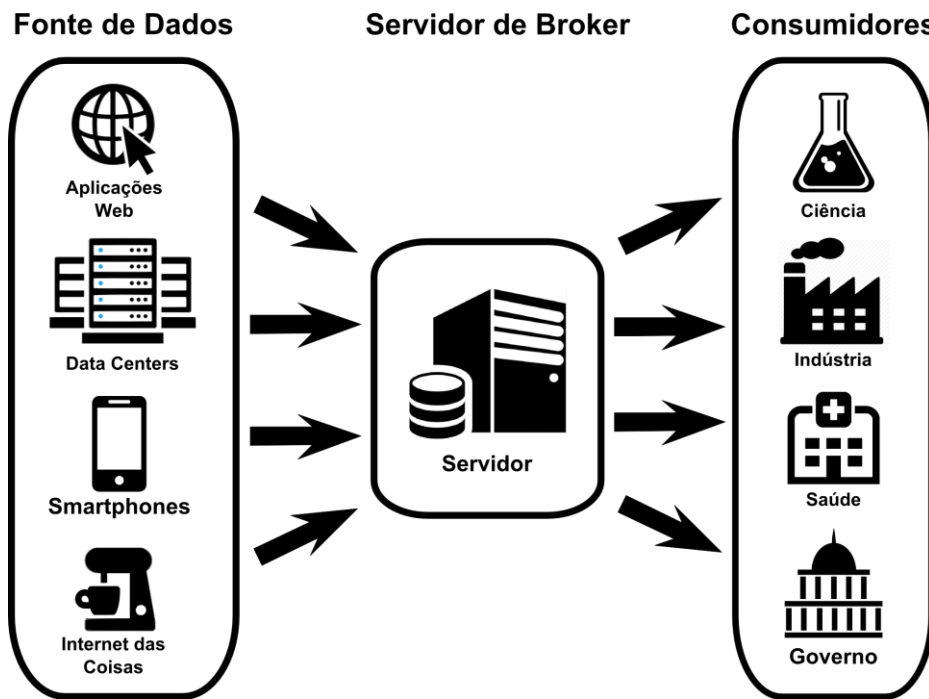 Fonte de Dados
Servidor de Broker
Consumidores
Aplicações
Web
Data Centers
Smartphones
Internet das
Coisas
Servidor
Ciência
Indústria
Saúde
Governo